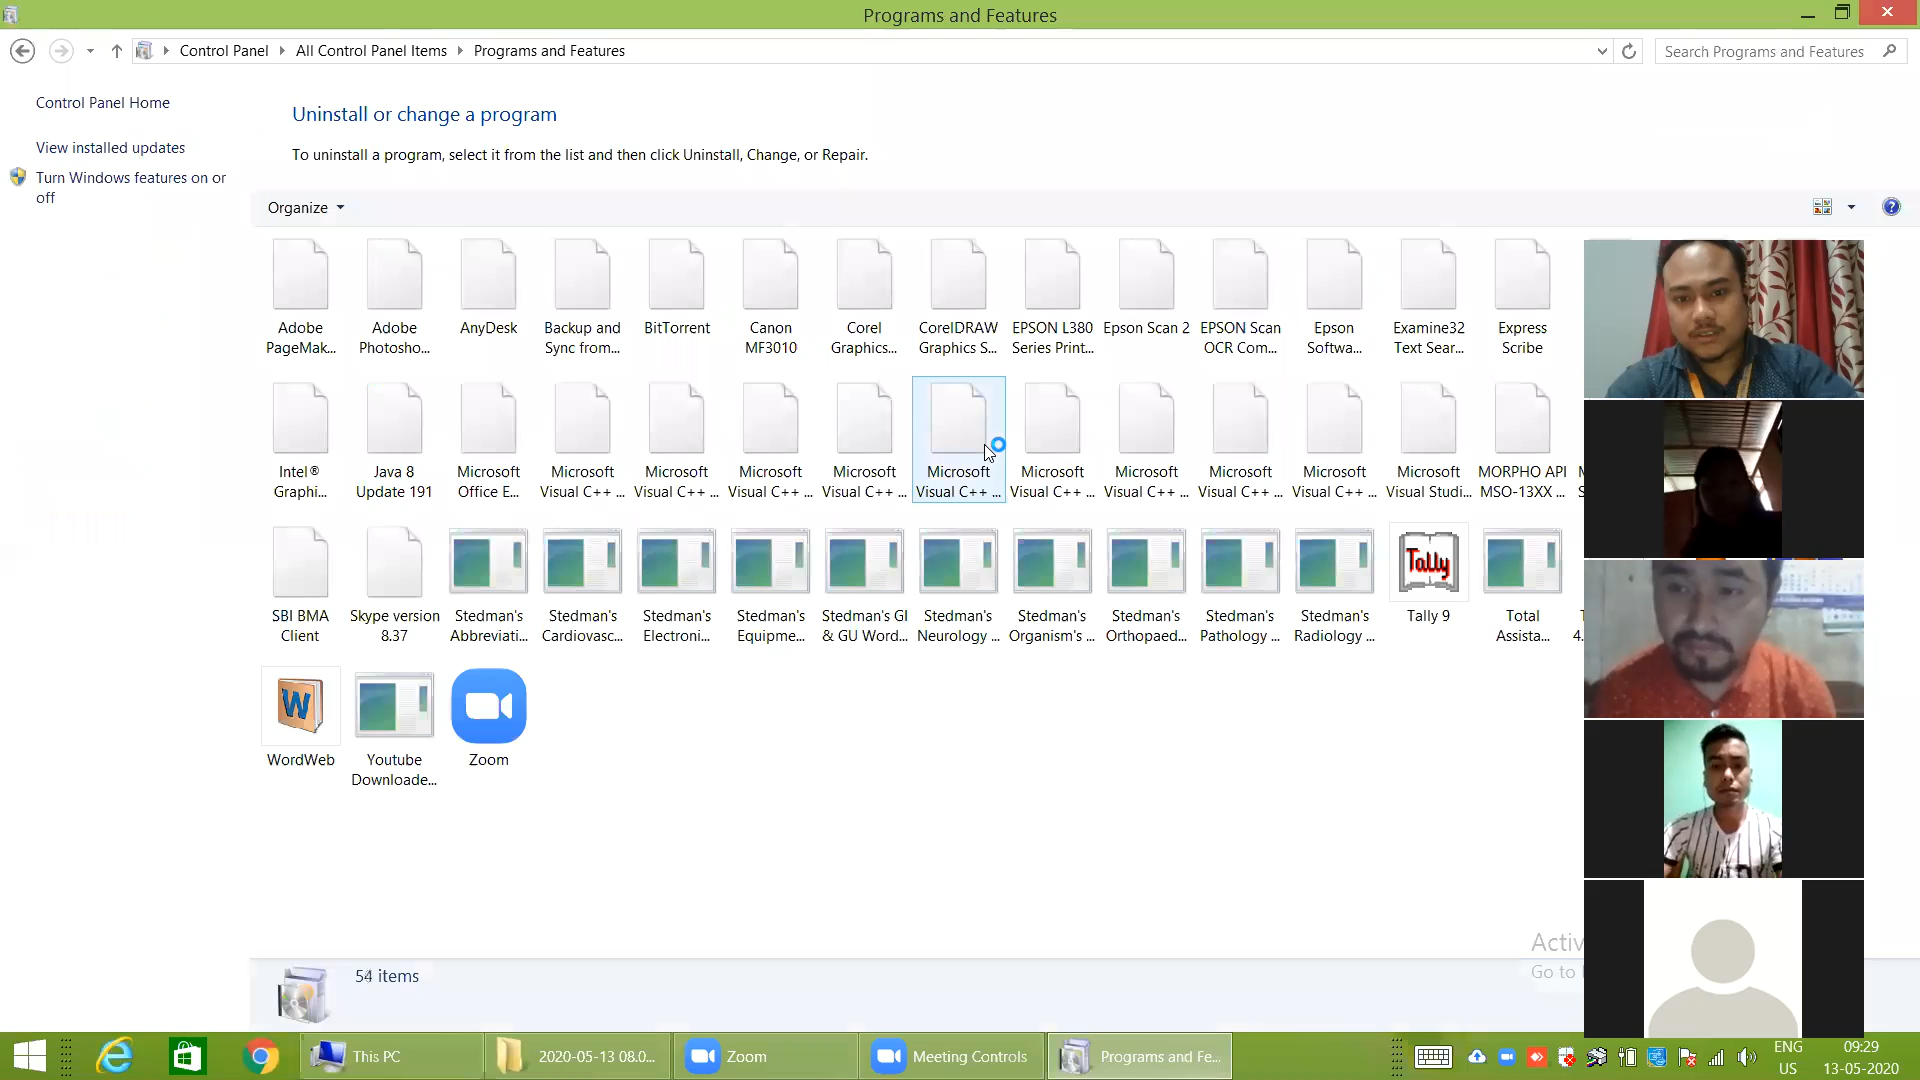 Programs and Features
Control Panel All Control Panel Items Programs and Features
Search Programs and Features
Control Panel Home
View installed updates
Turn Windows features on or
off
Uninstall or change a program
To uninstall a program, select it from the list and then click Uninstall, Change, or Repair.
Organize
Adobe PageMak...
Adobe Photosho...
AnyDesk
Backup and Sync from...
BitTorrent
Canon MF3010
Corel Graphics...
CorelDRAW Graphics S...
EPSON L380 Series Print...
Epson Scan 2
EPSON Scan OCR Com...
Epson Softwa...
Examine32 Text Sear...
Express Scribe
Intel® Graphi...
Java 8 Update 191
Microsoft Office E...
Microsoft Visual C++ ...
Microsoft Visual C++ ...
Microsoft Visual C++ ...
Microsoft Visual C++ ...
Microsoft Visual C++ ...
Microsoft Visual C++ ...
Microsoft Visual C++ ...
Microsoft Visual C++ ...
Microsoft Visual C++ ...
Microsoft Visual Studi...
MORPHO API MSO-13XX ...
SBI BMA Client
Skype version 8.37
Stedman's Abbreviati...
Stedman's Cardiovasc...
Stedman's Electroni...
Stedman's Equipme...
Stedman's GI & GU Word...
Stedman's Neurology ...
Stedman's Organism's ...
Stedman's Orthopaed...
Stedman's Pathology ...
Stedman's Radiology ...
Tally
Tally 9
Total Assista...
4.
W
WordWeb
Youtube Downloade...
Zoom
54 items
Activ
Go to
This PC
2020-05-13 08.0...
Zoom
Meeting Controls
Programs and Fe...
ENG
US
09:29
13-05-2020